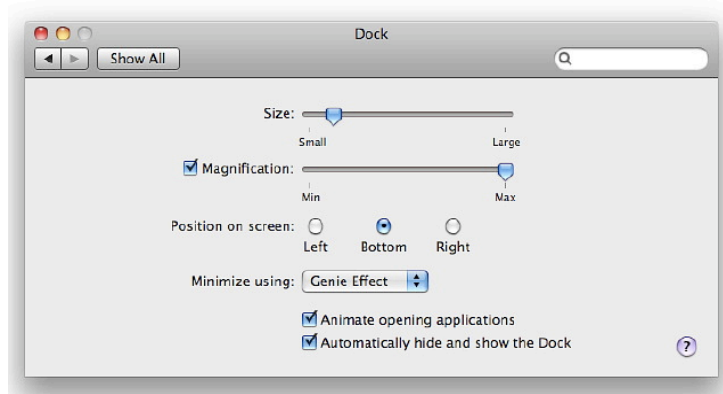 Dock
Show All
Size:
Small Large
Magnification:
Min Max
Position on screen:
Left Bottom Right
Minimize using: Genie Effect
Animate opening applications
Automatically hide and show the Dock
?